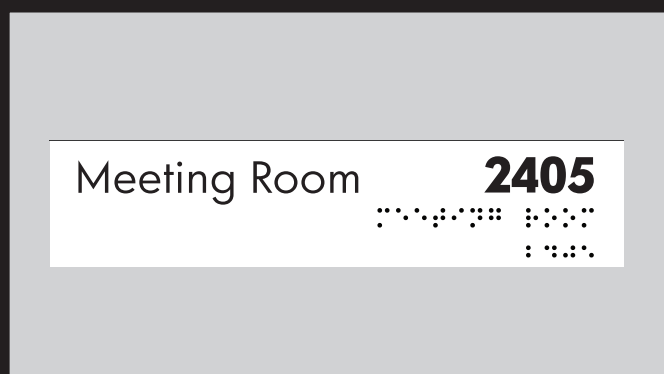 Meeting Room 2405
⠍⠑⠑⠞⠊⠝⠛ ⠗⠕⠕⠍
⠃⠙⠚⠑